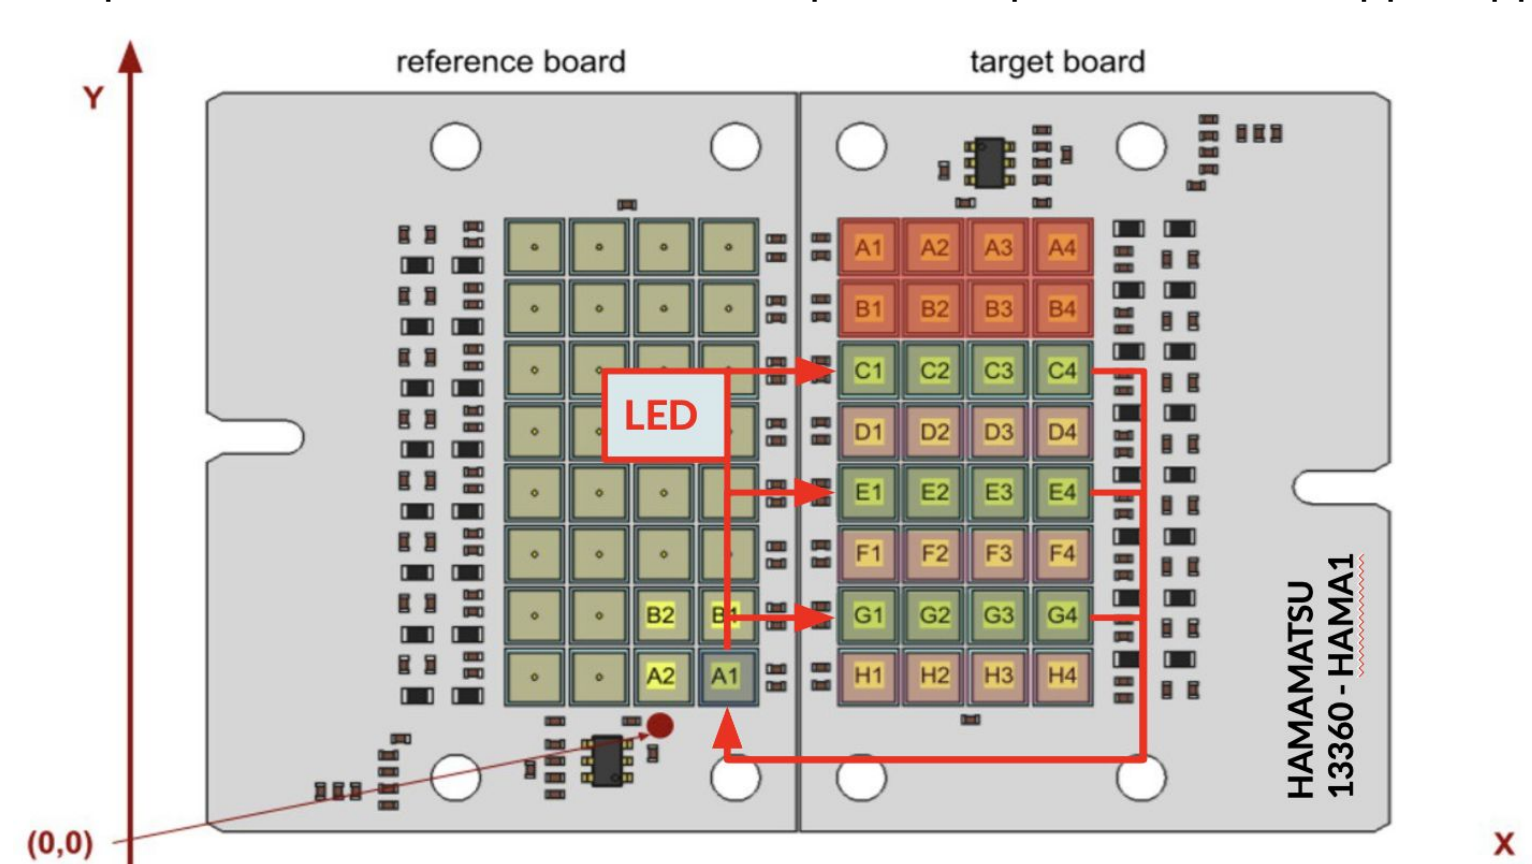 reference board
target board
Y
A1 A2 A3 A4
B1 B2 B3 B4
C1 C2 C3 C4
LED
D1 D2 D3 D4
E1 E2 E3 E4
F1 F2 F3 F4
B2 B1
G1 G2 G3 G4
A2 A1
H1 H2 H3 H4
HAMAMATSU
13360 - HAMA1
(0,0)
X